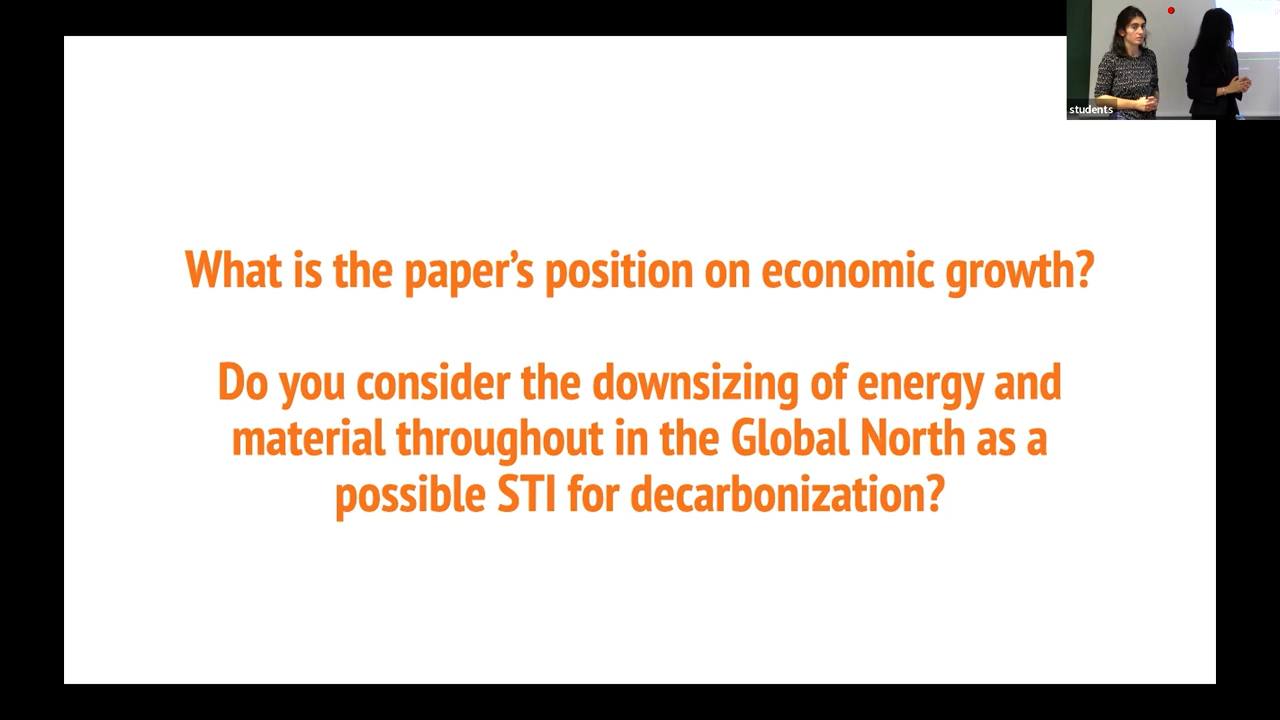 students
What is the paper's position on economic growth?
Do you consider the downsizing of energy and
material throughout in the Global North as a
possible STI for decarbonization?